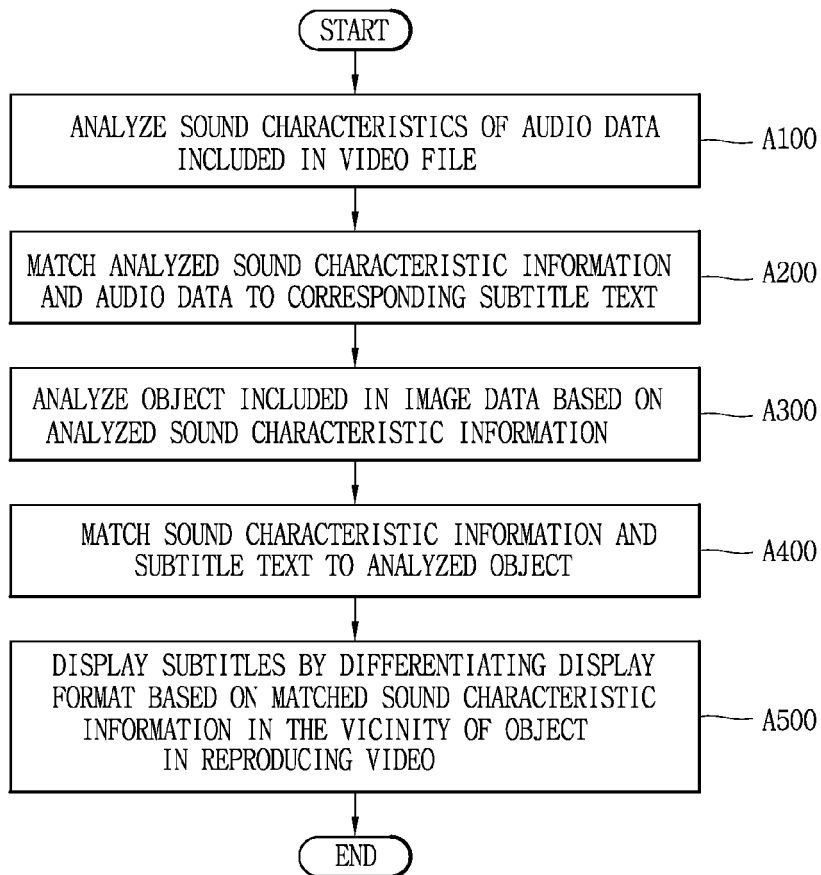 START
ANALYZE SOUND CHARACTERISTICS OF AUDIO DATA
INCLUDED IN VIDEO FILE
A100
MATCH ANALYZED SOUND CHARACTERISTIC INFORMATION
AND AUDIO DATA TO CORRESPONDING SUBTITLE TEXT
A200
ANALYZE OBJECT INCLUDED IN IMAGE DATA BASED ON
ANALYZED SOUND CHARACTERISTIC INFORMATION
A300
MATCH SOUND CHARACTERISTIC INFORMATION AND
SUBTITLE TEXT TO ANALYZED OBJECT
A400
DISPLAY SUBTITLES BY DIFFERENTIATING DISPLAY
FORMAT BASED ON MATCHED SOUND CHARACTERISTIC
INFORMATION IN THE VICINITY OF OBJECT
IN REPRODUCING VIDEO
A500
END